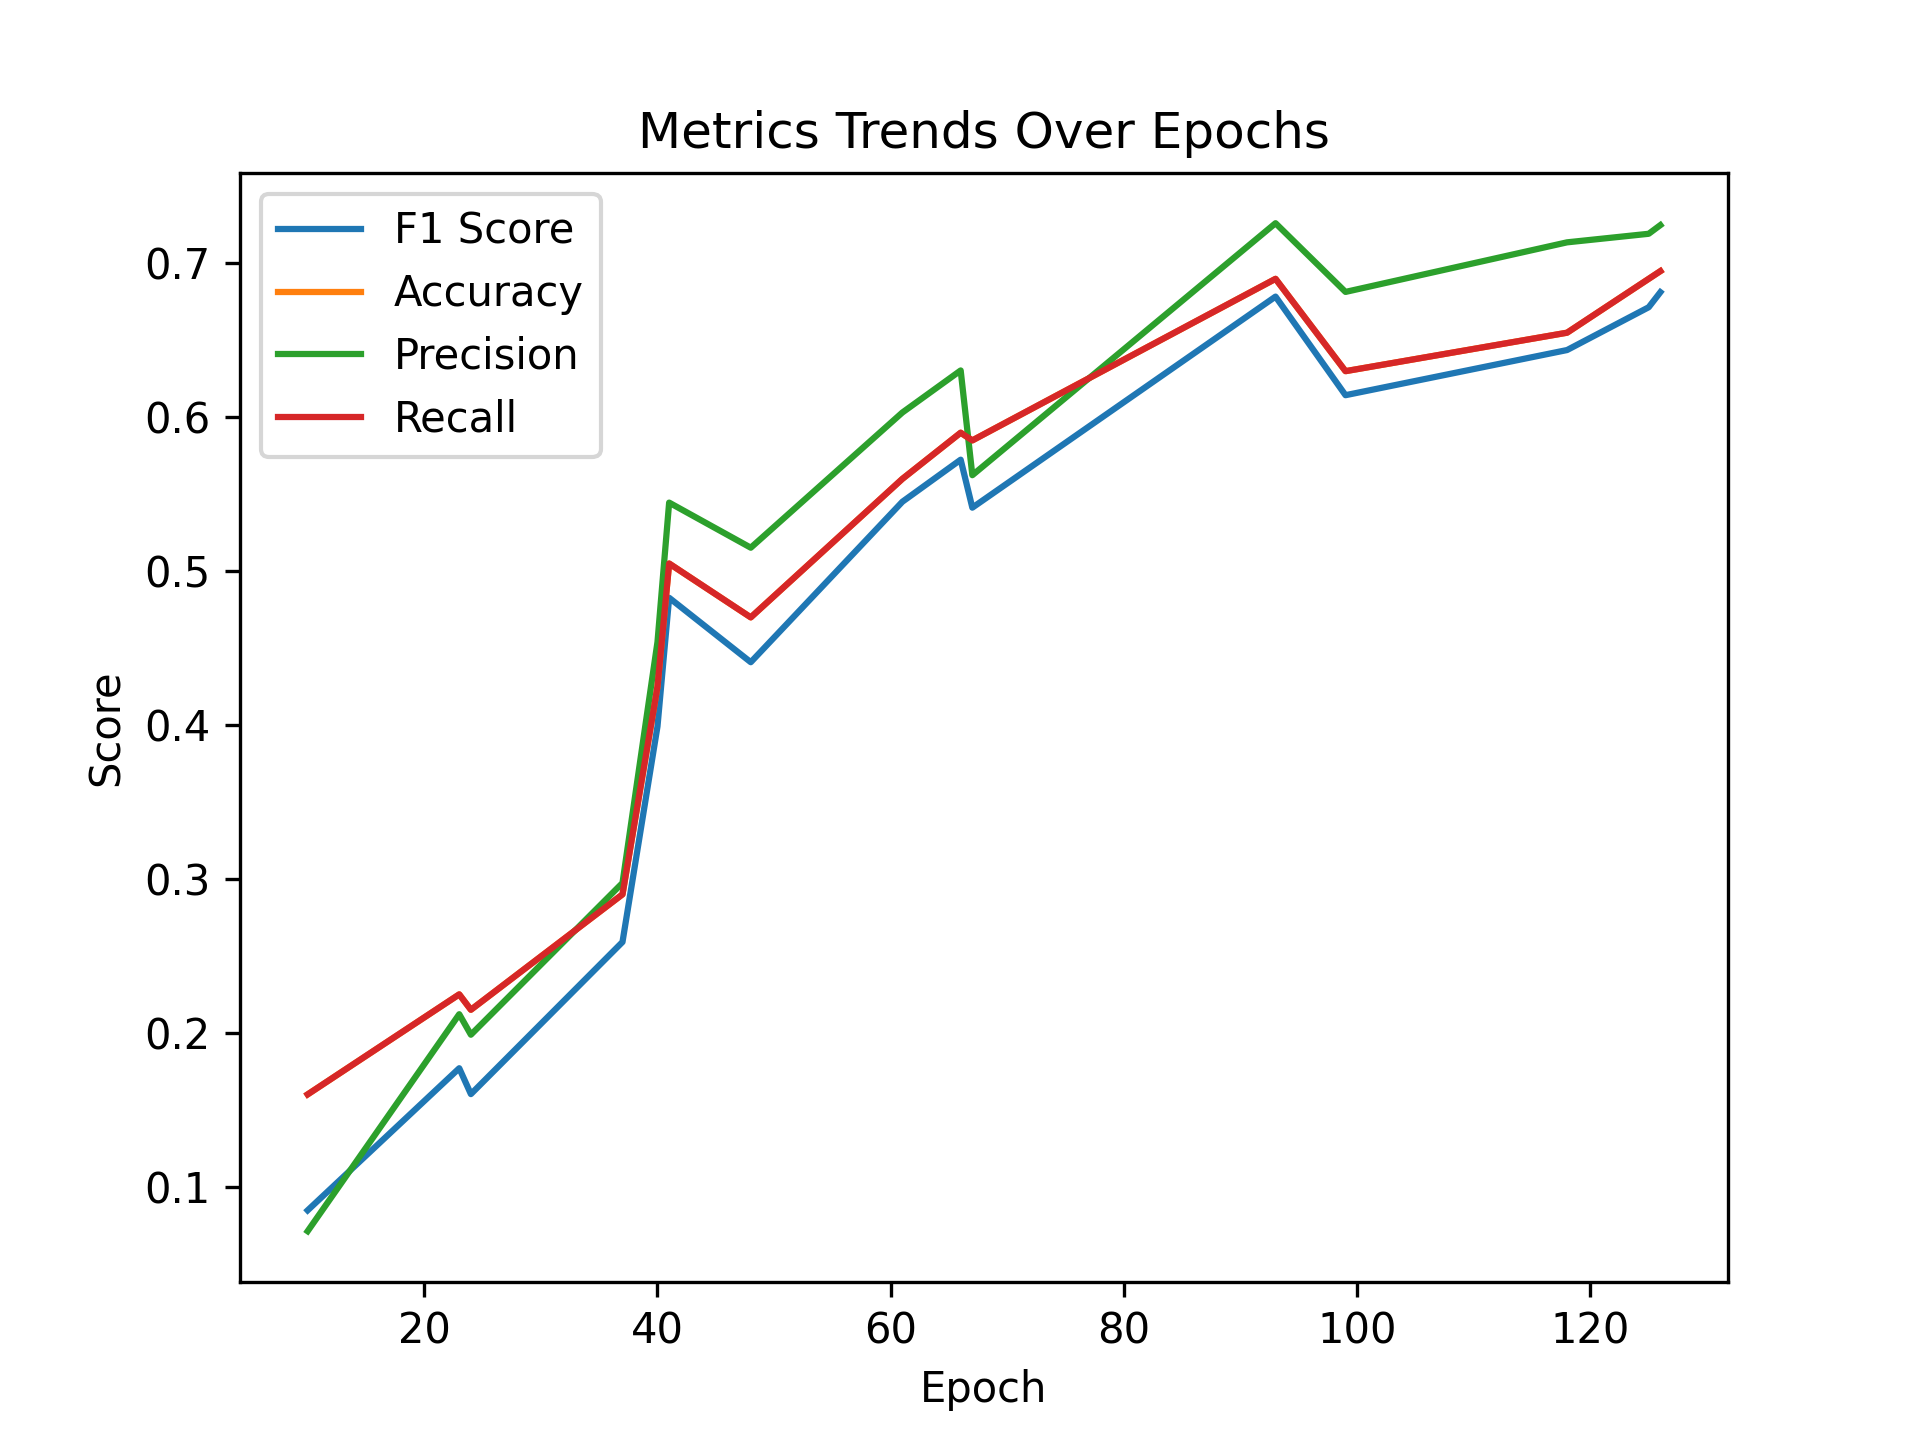 Metrics Trends Over Epochs
F1 Score
Accuracy
Precision
Recall
0.7
0.6
0.5
0.4
0.3
0.2
0.1
Score
20 40 60 80 100 120
Epoch